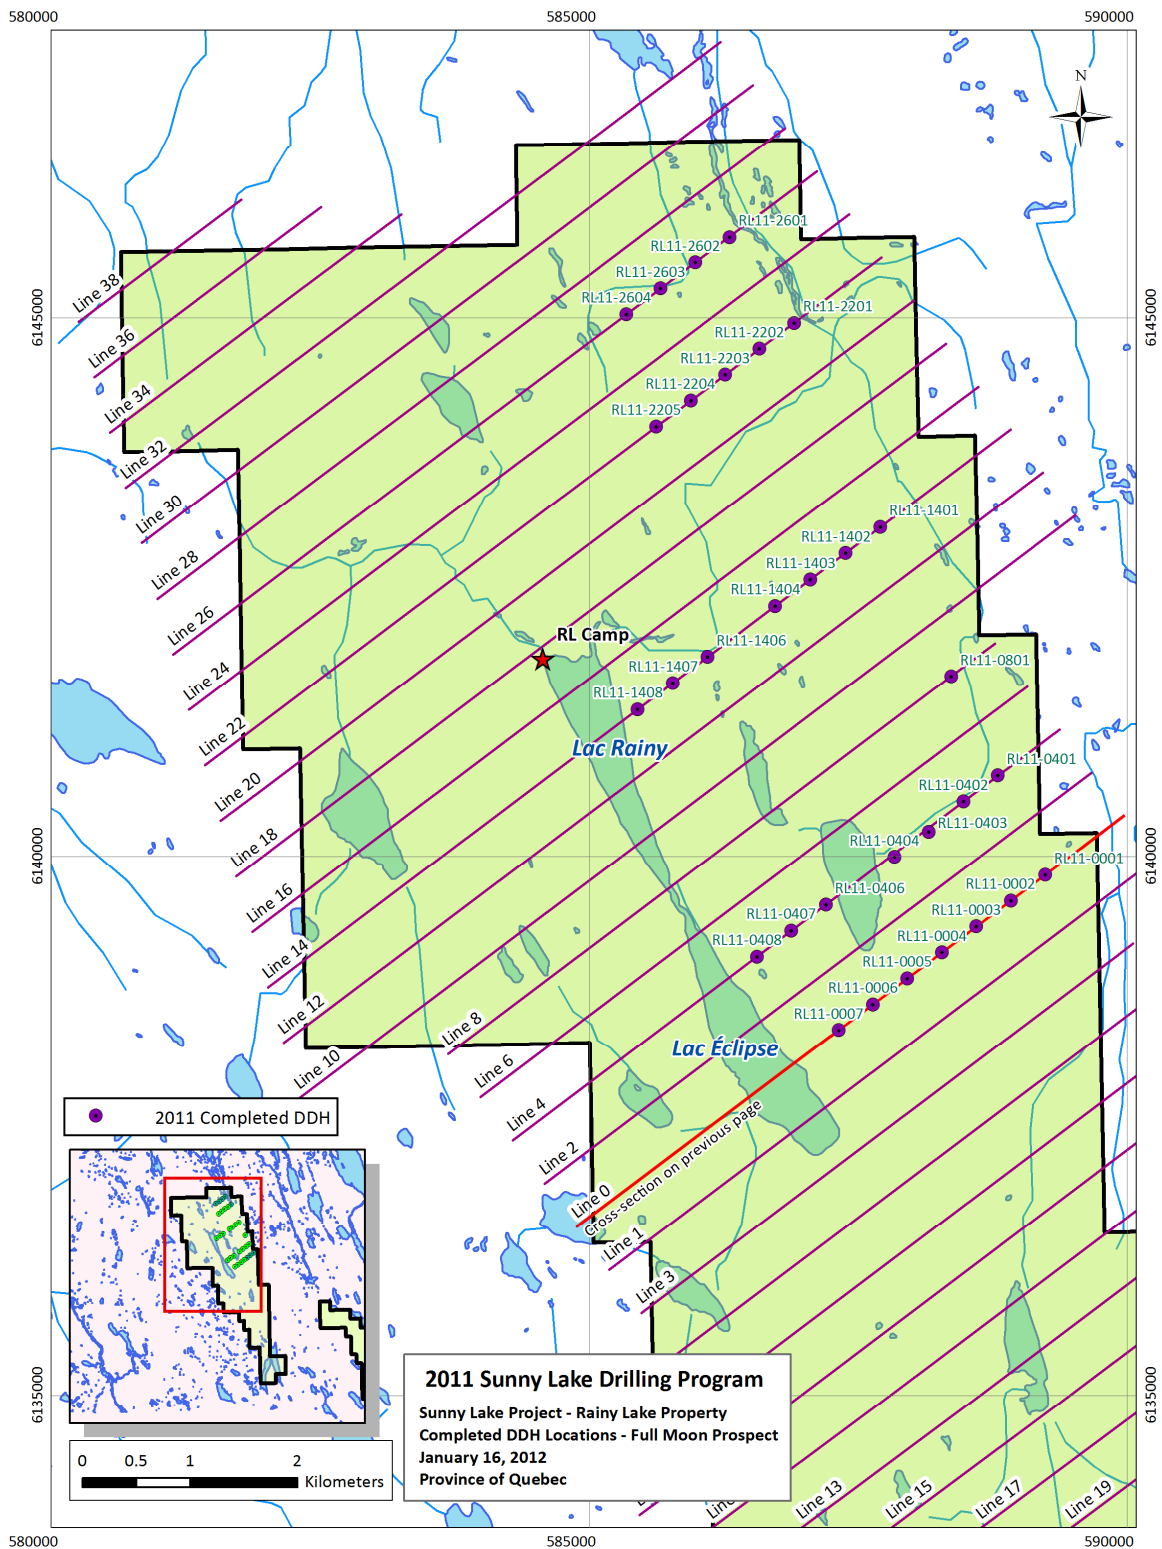 580000
585000
590000
N
RL11-2601
RL11-2602
RL11-2603
RL11-2604
RL11-2201
RL11-2202
RL11-2203
RL11-2204
RL11-2205
6145000
6145000
Line 38
Line 36
Line 34
Line 32
Line 30
Line 28
Line 26
Line 24
Line 22
Line 20
Line 18
Line 16
Line 14
Line 12
Line 10
Line 8
Line 6
Line 4
Line 2
Line 0
Cross-section on previous page
Line 1
Line 3
RL11-1401
RL11-1402
RL11-1403
RL11-1404
RL11-1406
RL11-1407
RL11-1408
RL Camp
RL11-0801
Lac Rainy
RL11-0401
RL11-0402
RL11-0403
RL11-0404
RL11-0406
RL11-0407
RL11-0408
6140000
6140000
RL11-0001
RL11-0002
RL11-0003
RL11-0004
RL11-0005
RL11-0006
RL11-0007
Lac Éclipse
2011 Completed DDH
6135000
6135000
2011 Sunny Lake Drilling Program
Sunny Lake Project - Rainy Lake Property
Completed DDH Locations - Full Moon Prospect
January 16, 2012
Province of Quebec
0 0.5 1 2
Kilometers
Line 13
Line 15
Line 17
Line 19
580000
585000
590000